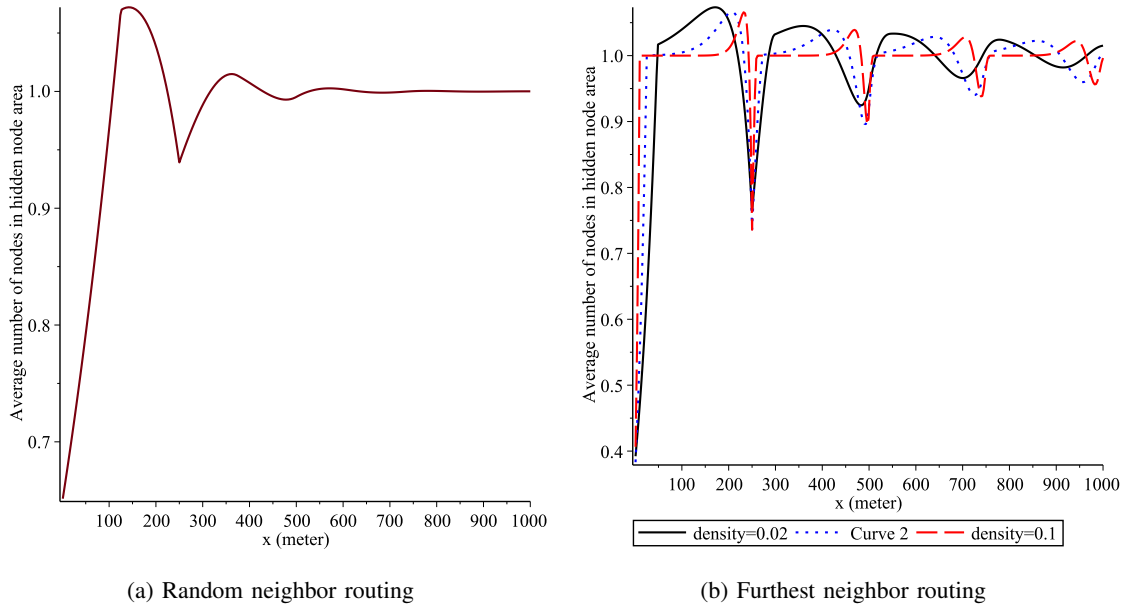 Average number of nodes in hidden node area
1.0
0.9
0.8
0.7
100 200 300 400 500 600 700 800 900 1000
x (meter)
(a) Random neighbor routing
Average number of nodes in hidden node area
1.0
0.9
0.8
0.7
0.6
0.5
0.4
100 200 300 400 500 600 700 800 900 1000
x (meter)
density=0.02 Curve 2 density=0.1
(b) Furthest neighbor routing